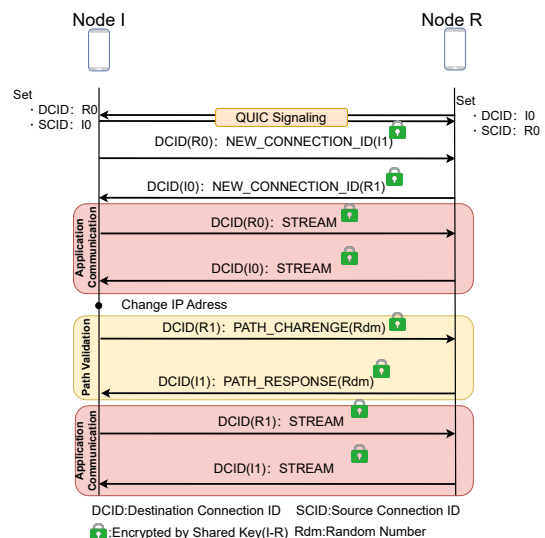 Node I
Node R
Set
・DCID: R0
・SCID: I0
QUIC Signaling
Set
・DCID: I0
・SCID: R0
DCID(R0): NEW_CONNECTION_ID(I1)
DCID(I0): NEW_CONNECTION_ID(R1)
Application
Communication
DCID(R0): STREAM
DCID(I0): STREAM
Change IP Adress
Path Validation
DCID(R1): PATH_CHARENGE(Rdm)
DCID(I1): PATH_RESPONSE(Rdm)
Application
Communication
DCID(R1): STREAM
DCID(I1): STREAM
DCID:Destination Connection ID SCID:Source Connection ID
:Encrypted by Shared Key(I-R) Rdm:Random Number